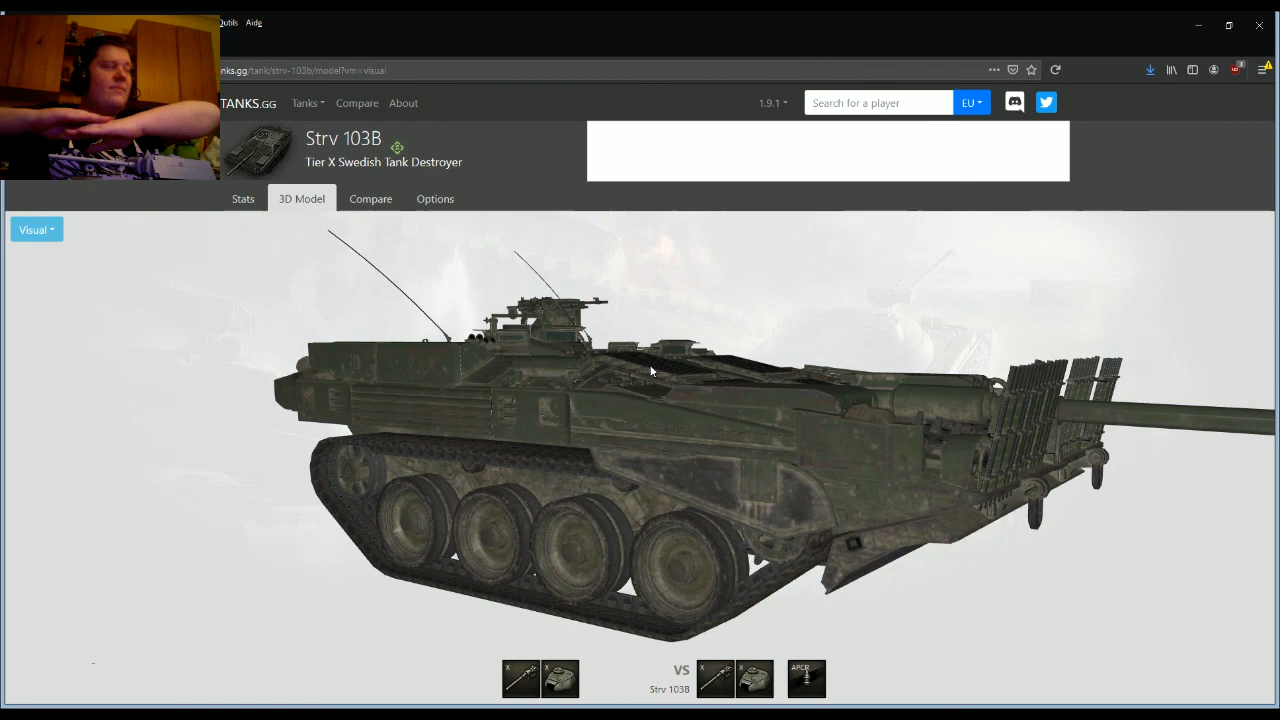 Outils Aide
nks.gg/tank/strv-103b/model?vm=visual
TANKS.GG Tanks Compare About 1.9.1 Search for a player EU
Strv 103B
Tier X Swedish Tank Destroyer
Stats 3D Model Compare Options
Visual
X X VS X X APCR
Strv 103B